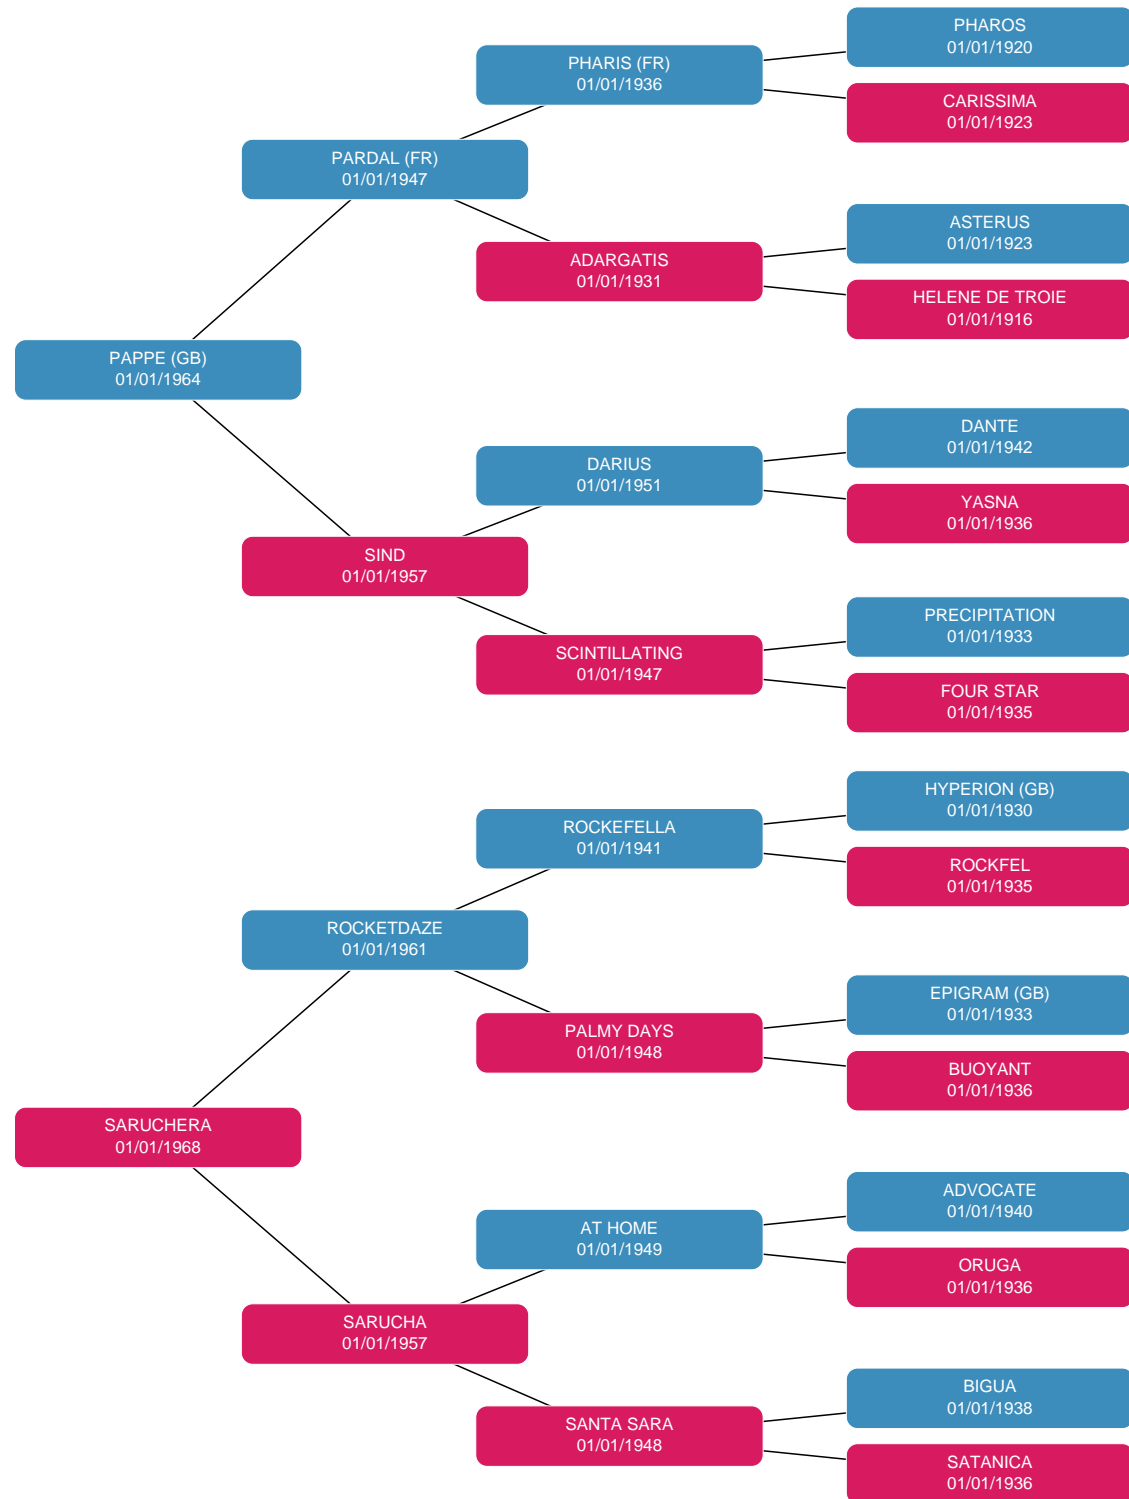 PHAROS
01/01/1920
PHARIS (FR)
01/01/1936
CARISSIMA
01/01/1923
PARDAL (FR)
01/01/1947
ASTERUS
01/01/1923
ADARGATIS
01/01/1931
HELENE DE TROIE
01/01/1916
PAPPE (GB)
01/01/1964
DANTE
01/01/1942
DARIUS
01/01/1951
YASNA
01/01/1936
SIND
01/01/1957
PRECIPITATION
01/01/1933
SCINTILLATING
01/01/1947
FOUR STAR
01/01/1935
HYPERION (GB)
01/01/1930
ROCKEFELLA
01/01/1941
ROCKFEL
01/01/1935
ROCKETDAZE
01/01/1961
EPIGRAM (GB)
01/01/1933
PALMY DAYS
01/01/1948
BUOYANT
01/01/1936
SARUCHERA
01/01/1968
ADVOCATE
01/01/1940
AT HOME
01/01/1949
ORUGA
01/01/1936
SARUCHA
01/01/1957
BIGUA
01/01/1938
SANTA SARA
01/01/1948
SATANICA
01/01/1936